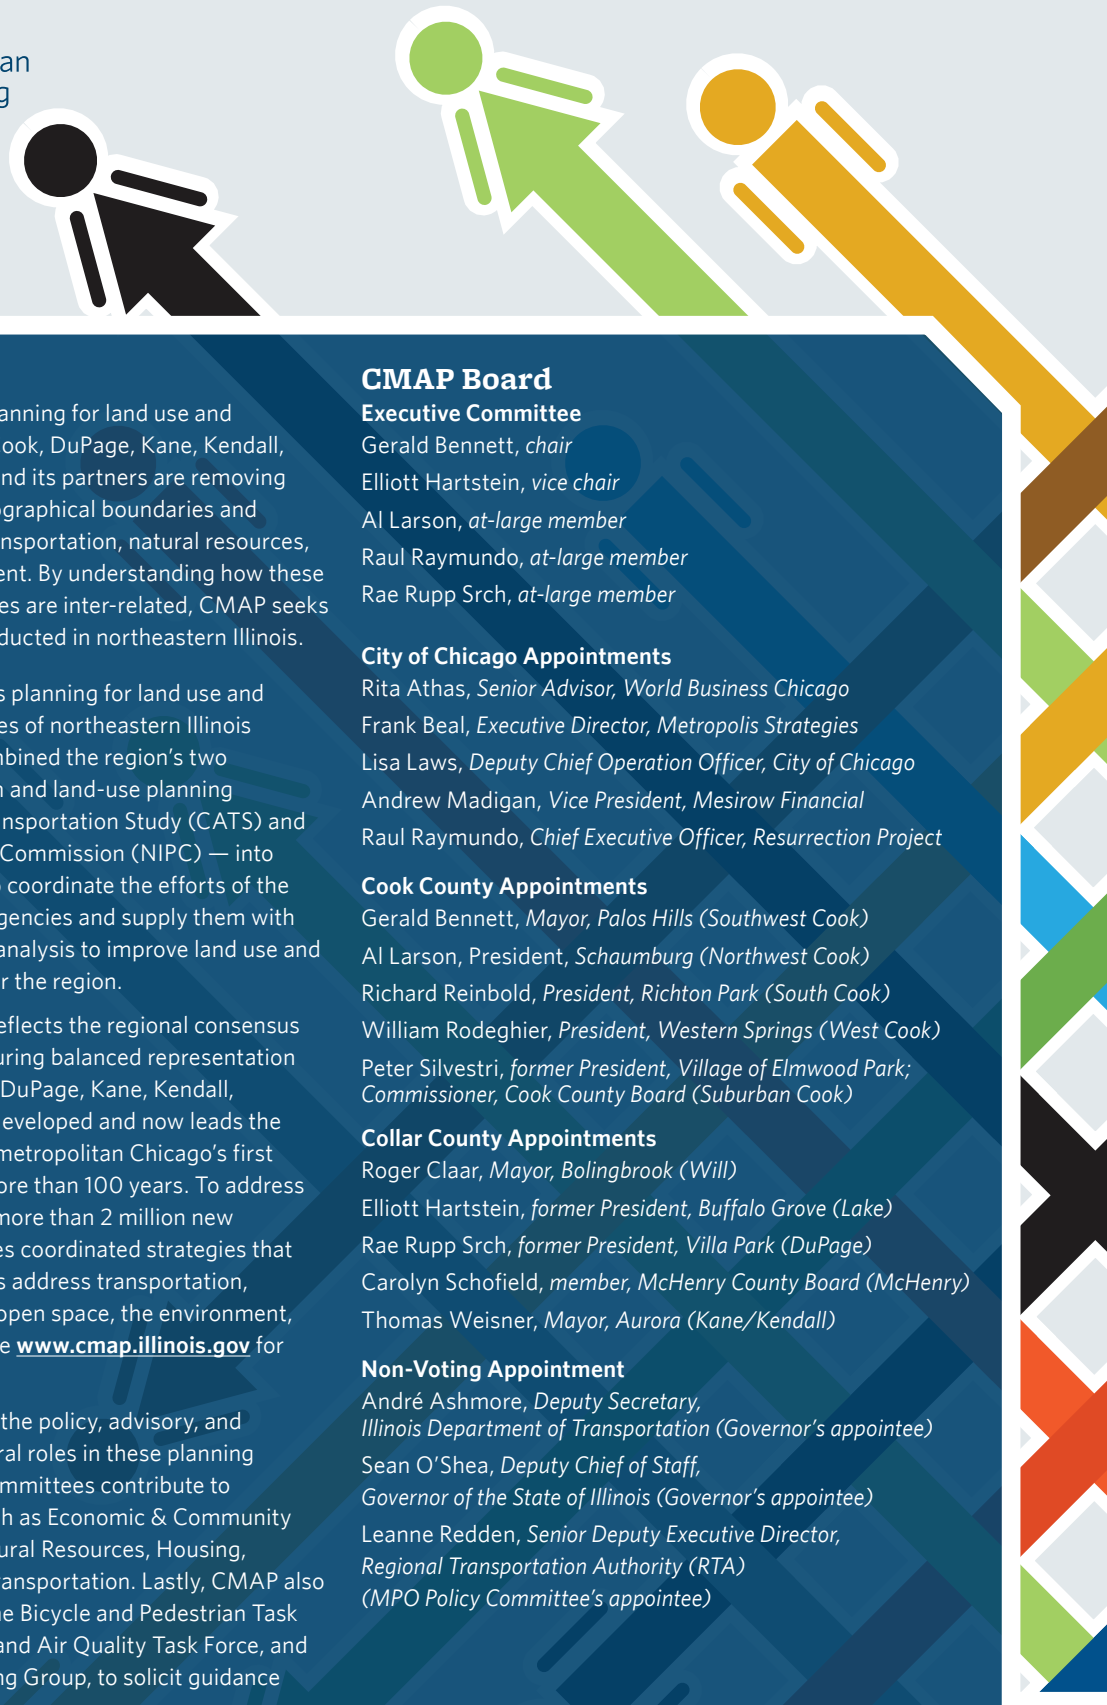 an
g
anning for land use and
ook, DuPage, Kane, Kendall,
nd its partners are removing
ographical boundaries and
nsportation, natural resources,
ent. By understanding how these
es are inter-related, CMAP seeks
ducted in northeastern Illinois.
s planning for land use and
es of northeastern Illinois
mbined the region’s two
n and land-use planning
ansportation Study (CATS) and
Commission (NIPC) — into
o coordinate the efforts of the
gencies and supply them with
analysis to improve land use and
r the region.
eflects the regional consensus
uring balanced representation
DuPage, Kane, Kendall,
developed and now leads the
metropolitan Chicago’s first
ore than 100 years. To address
more than 2 million new
es coordinated strategies that
s address transportation,
open space, the environment,
e www.cmap.illinois.gov for
the policy, advisory, and
ral roles in these planning
ommittees contribute to
ch as Economic & Community
ural Resources, Housing,
ransportation. Lastly, CMAP also
he Bicycle and Pedestrian Task
and Air Quality Task Force, and
ng Group, to solicit guidance
CMAP Board
Executive Committee
Gerald Bennett, chair
Elliott Hartstein, vice chair
Al Larson, at-large member
Raul Raymundo, at-large member
Rae Rupp Srch, at-large member
City of Chicago Appointments
Rita Athas, Senior Advisor, World Business Chicago
Frank Beal, Executive Director, Metropolis Strategies
Lisa Laws, Deputy Chief Operation Officer, City of Chicago
Andrew Madigan, Vice President, Mesirow Financial
Raul Raymundo, Chief Executive Officer, Resurrection Project
Cook County Appointments
Gerald Bennett, Mayor, Palos Hills (Southwest Cook)
Al Larson, President, Schaumburg (Northwest Cook)
Richard Reinbold, President, Richton Park (South Cook)
William Rodeghier, President, Western Springs (West Cook)
Peter Silvestri, former President, Village of Elmwood Park;
Commissioner, Cook County Board (Suburban Cook)
Collar County Appointments
Roger Claar, Mayor, Bolingbrook (Will)
Elliott Hartstein, former President, Buffalo Grove (Lake)
Rae Rupp Srch, former President, Villa Park (DuPage)
Carolyn Schofield, member, McHenry County Board (McHenry)
Thomas Weisner, Mayor, Aurora (Kane/Kendall)
Non-Voting Appointment
André Ashmore, Deputy Secretary,
Illinois Department of Transportation (Governor’s appointee)
Sean O’Shea, Deputy Chief of Staff,
Governor of the State of Illinois (Governor’s appointee)
Leanne Redden, Senior Deputy Executive Director,
Regional Transportation Authority (RTA)
(MPO Policy Committee’s appointee)